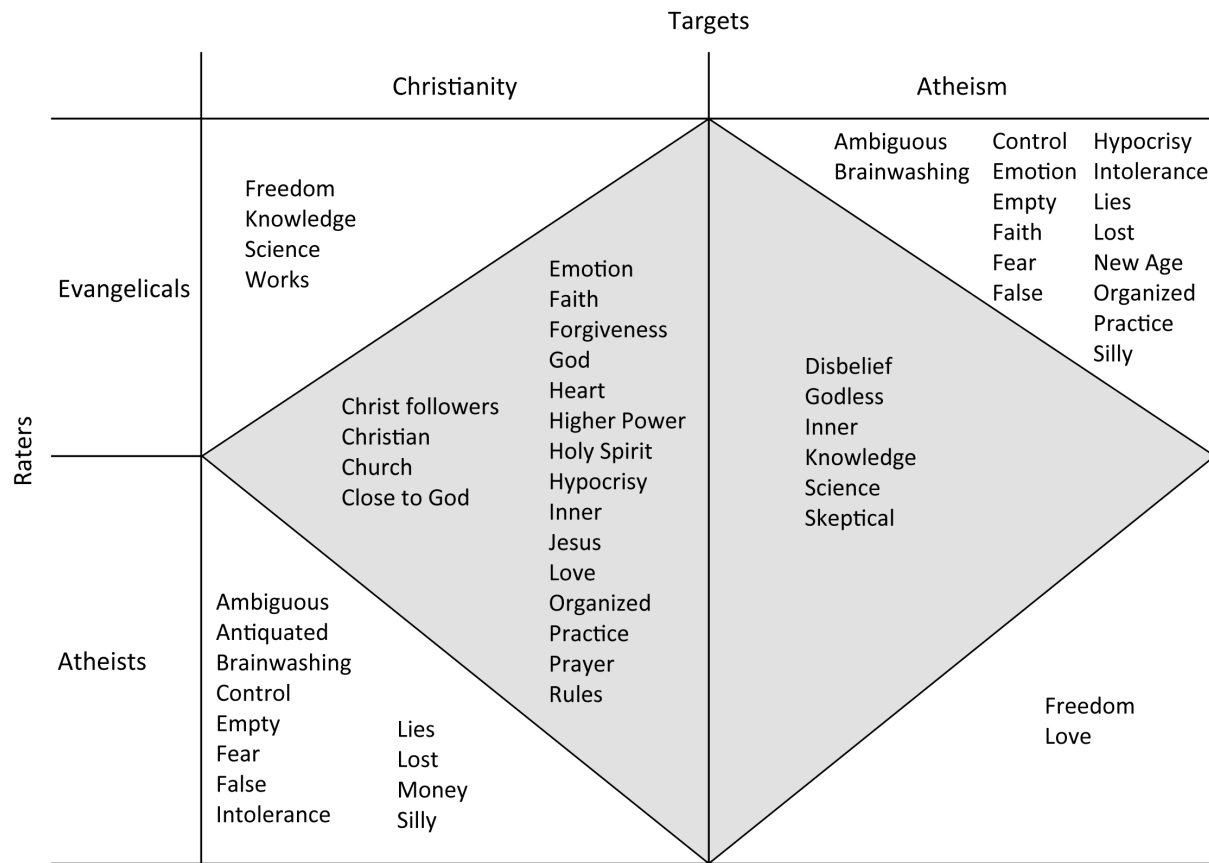 Targets
Christianity
Atheism
Raters
Evangelicals
Freedom
Knowledge
Science
Works
Christ followers
Christian
Church
Close to God
Emotion
Faith
Forgiveness
God
Heart
Higher Power
Holy Spirit
Hypocrisy
Inner
Jesus
Love
Organized
Practice
Prayer
Rules
Ambiguous
Brainwashing
Control
Emotion
Empty
Faith
Fear
False
Hypocrisy
Intolerance
Lies
Lost
New Age
Organized
Practice
Silly
Disbelief
Godless
Inner
Knowledge
Science
Skeptical
Atheists
Ambiguous
Antiquated
Brainwashing
Control
Empty
Fear
False
Intolerance
Lies
Lost
Money
Silly
Freedom
Love